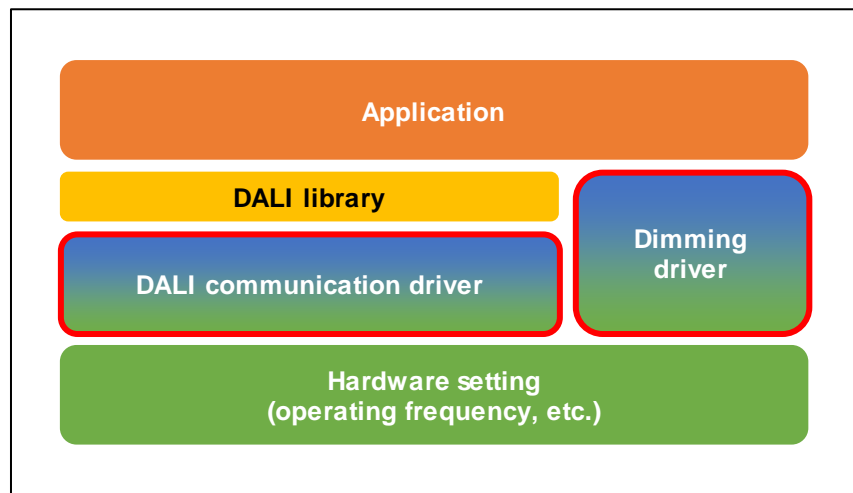 Application
DALI library
Dimming
driver
DALI communication driver
Hardware setting
(operating frequency, etc.)